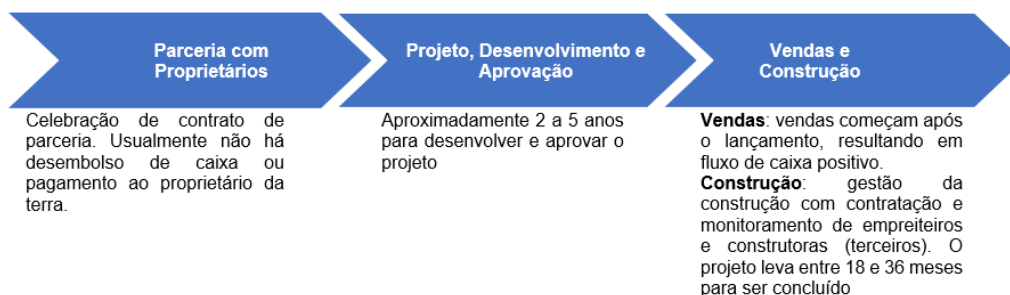 Parceria com
Proprietários
Celebração de contrato de
parceria. Usualmente não há
desembolso de caixa ou
pagamento ao proprietário da
terra.
Projeto, Desenvolvimento e
Aprovação
Aproximadamente 2 a 5 anos
para desenvolver e aprovar o
projeto
Vendas e
Construção
Vendas: vendas começam após
o lançamento, resultando em
fluxo de caixa positivo.
Construção: gestão da
construção com contratação e
monitoramento de empreiteiros
e construtoras (terceiros). O
projeto leva entre 18 e 36 meses
para ser concluído